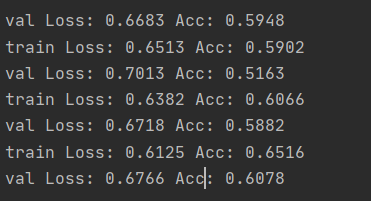 val Loss: 0.6683 Acc: 0.5948
train Loss: 0.6513 Acc: 0.5902
val Loss: 0.7013 Acc: 0.5163
train Loss: 0.6382 Acc: 0.6066
val Loss: 0.6718 Acc: 0.5882
train Loss: 0.6125 Acc: 0.6516
val Loss: 0.6766 Acc: 0.6078